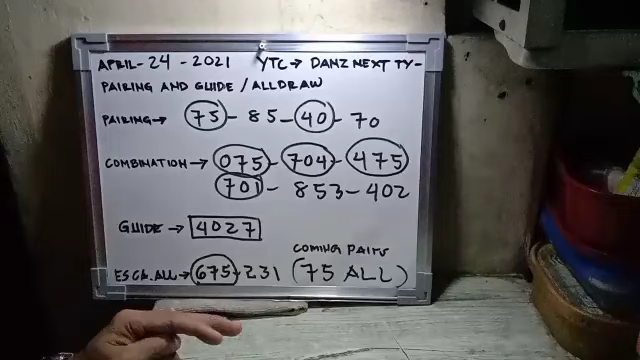 APRIL-24-2021 YTC→ DANZ NEXT TY-
PAIRING AND GUIDE/ALLDRAW
PAIRING→ 75-85-40-70
COMBINATION→ 075-704-475
701-853-402
GUIDE→ 4027
COMING PAIRS
ESCA.ALL→ 675-231 (75 ALL)